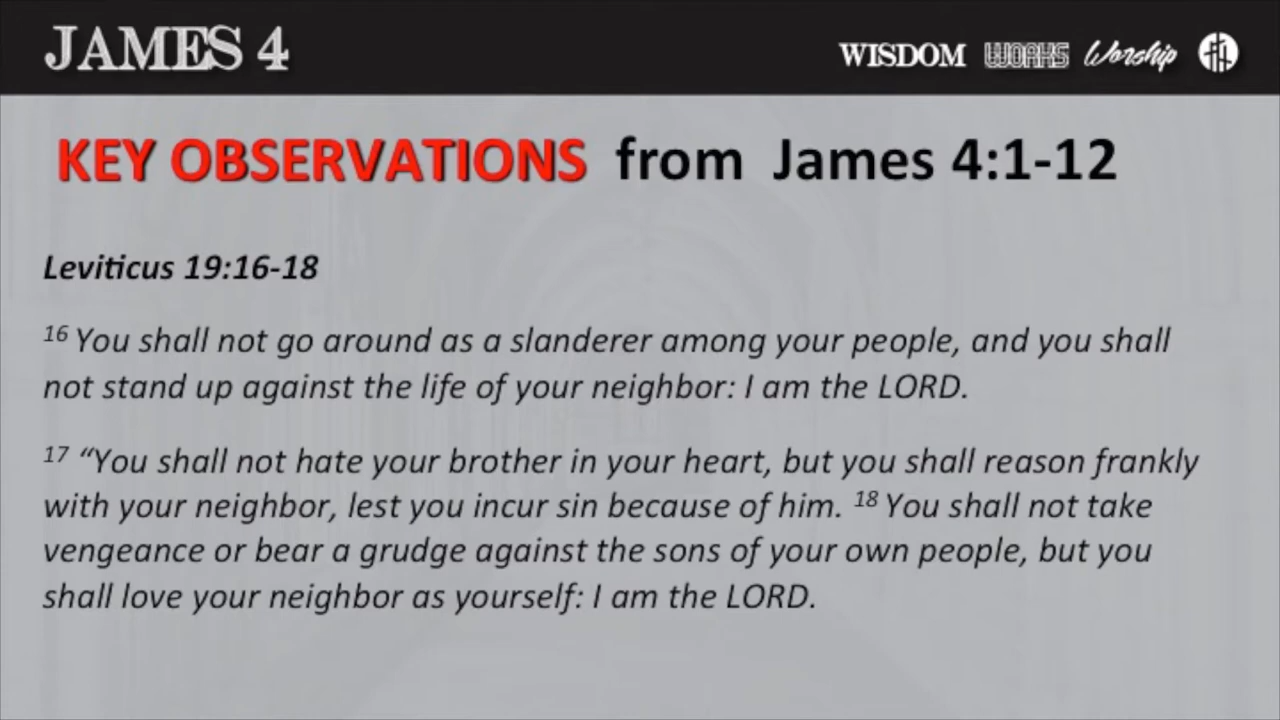 JAMES 4
WISDOM WORKS Worship
KEY OBSERVATIONS from James 4:1-12
Leviticus 19:16-18
16 You shall not go around as a slanderer among your people, and you shall
not stand up against the life of your neighbor: I am the LORD.
17 “You shall not hate your brother in your heart, but you shall reason frankly
with your neighbor, lest you incur sin because of him. 18 You shall not take
vengeance or bear a grudge against the sons of your own people, but you
shall love your neighbor as yourself: I am the LORD.